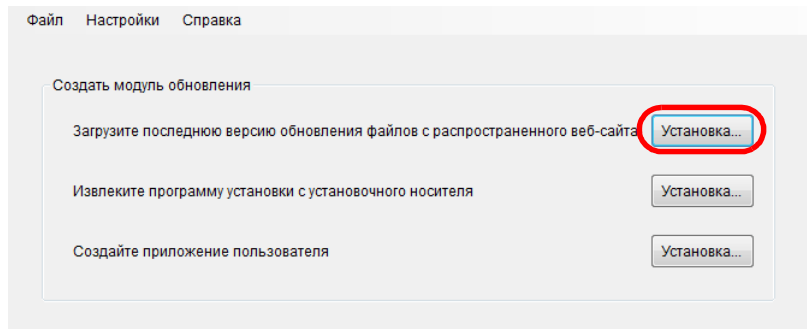 Файл Настройки Справка
Создать модуль обновления
Загрузите последнюю версию обновления файлов с распространенного веб-сайта Установка...
Извлеките программу установки с установочного носителя Установка...
Создайте приложение пользователя Установка...